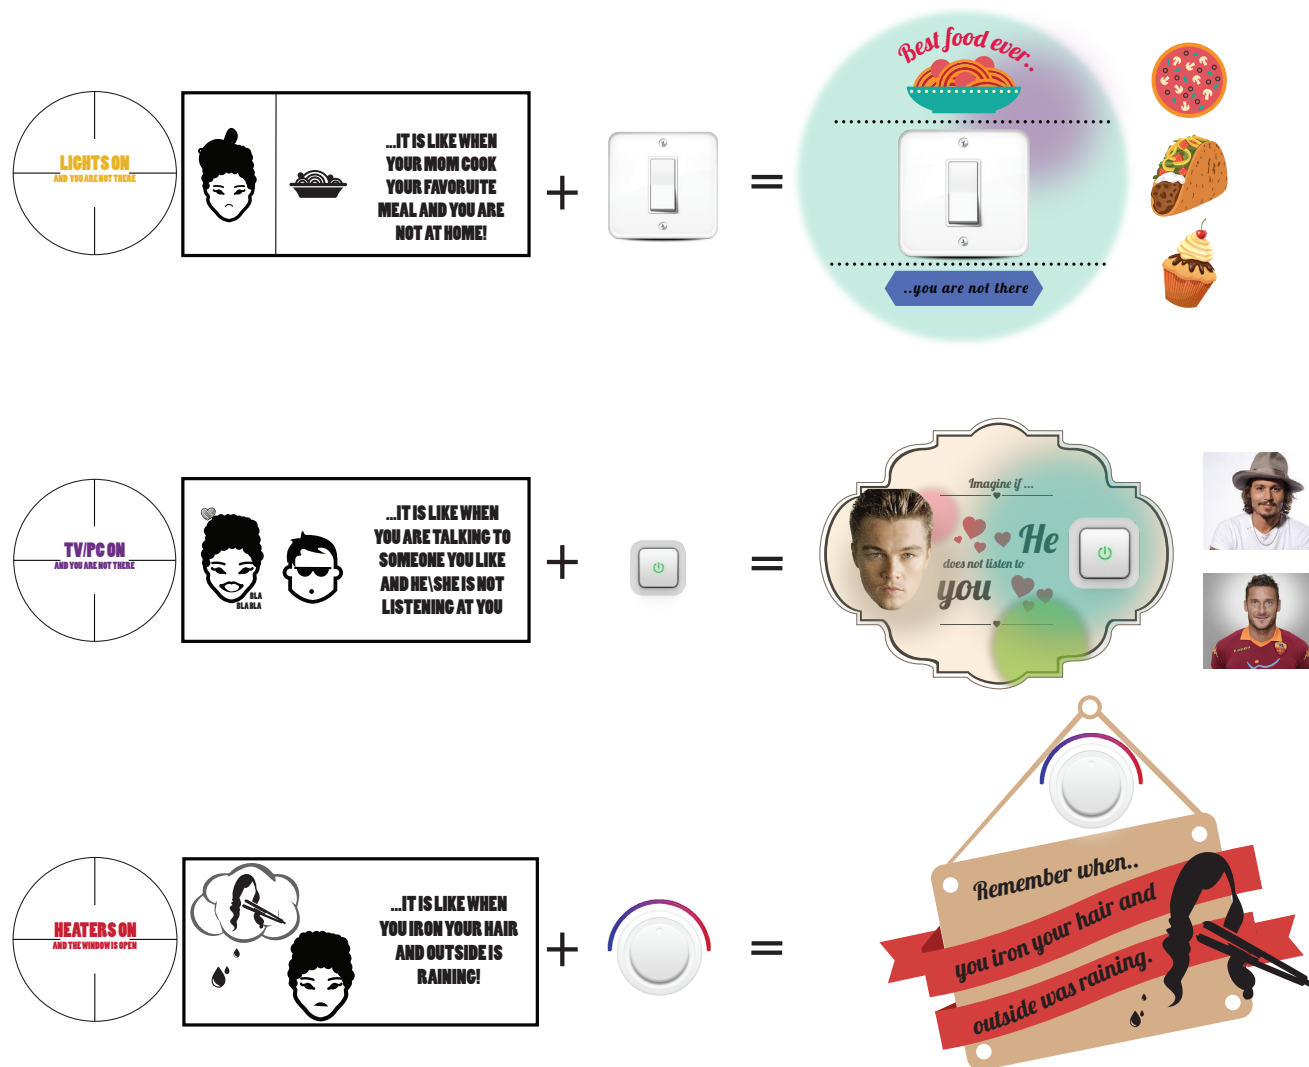 LIGHTS ON
AND YOU ARE NOT THERE
...IT IS LIKE WHEN
YOUR MOM COOK
YOUR FAVORUITE
MEAL AND YOU ARE
NOT AT HOME!
+
=
Best food ever..
..you are not there
TV/PC ON
AND YOU ARE NOT THERE
BLA
BLA BLA
...IT IS LIKE WHEN
YOU ARE TALKING TO
SOMEONE YOU LIKE
AND HE\SHE IS NOT
LISTENING AT YOU
+
=
Imagine if ...
He
does not listen to
you
Kappa
HEATERS ON
AND THE WINDOW IS OPEN
...IT IS LIKE WHEN
YOU IRON YOUR HAIR
AND OUTSIDE IS
RAINING!
+
=
Remember when..
you iron your hair and
outside was raining.